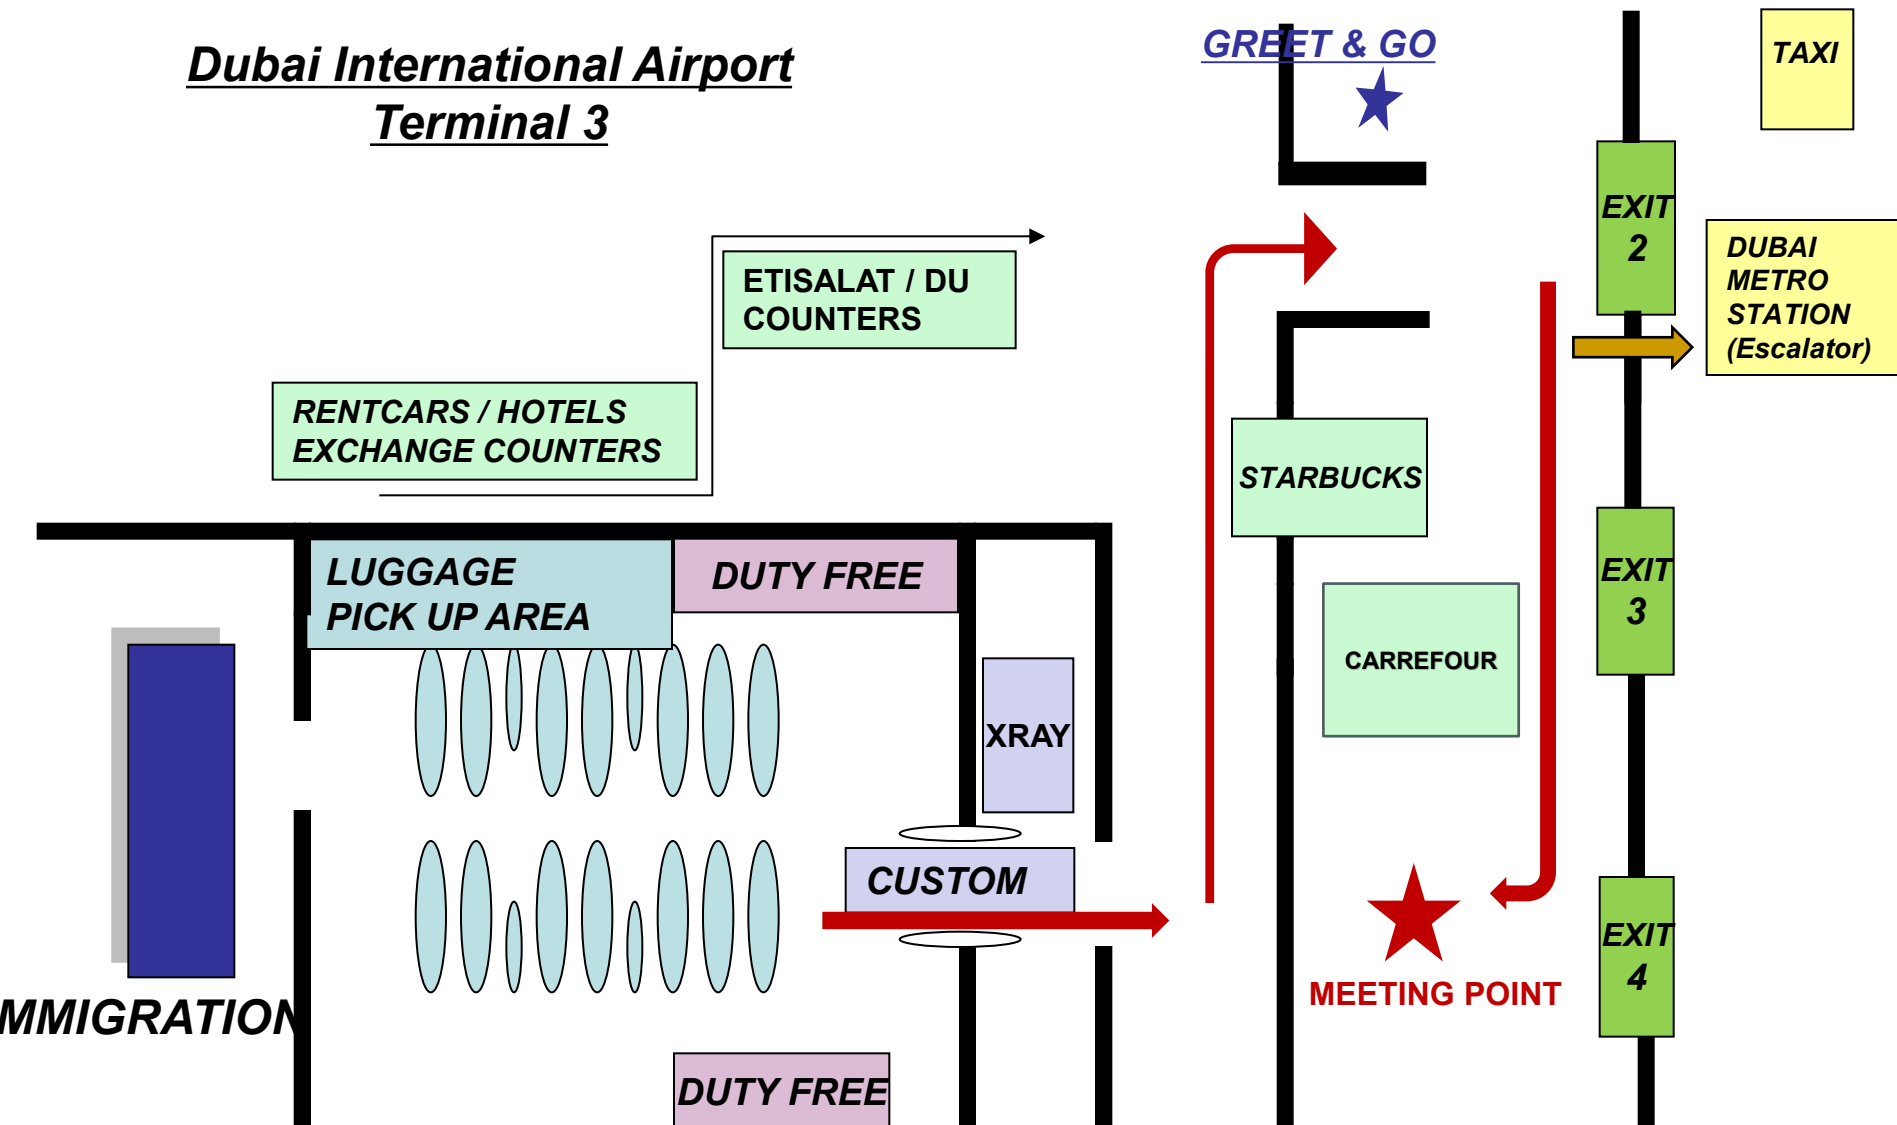 Dubai International Airport
Terminal 3
GREET & GO
TAXI
EXIT
2
DUBAI
METRO
STATION
(Escalator)
ETISALAT / DU
COUNTERS
RENTCARS / HOTELS
EXCHANGE COUNTERS
STARBUCKS
LUGGAGE
PICK UP AREA
DUTY FREE
EXIT
3
CARREFOUR
XRAY
CUSTOM
EXIT
4
MEETING POINT
MMIGRATION
DUTY FREE